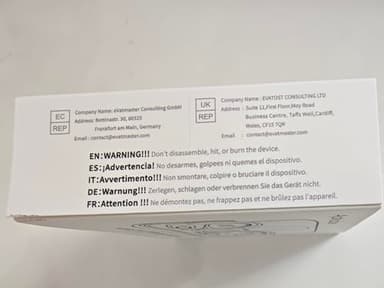 EC
REP
Company Name: evatmaster Consulting GmbH
Address: Bettinastr. 30, 60325
Frankfurt am Main, Germany
Email : contact@evatmaster.com
UK
REP
Company Name : EVATOST CONSULTING LTD
Address : Suite 11,First Floor,Moy Road
Business Centre, Taffs Well,Cardiff,
Wales, CF15 7QR
Email : contact@evatmaster.com
EN:WARNING!!! Don't disassemble, hit, or burn the device.
ES:¡Advertencia! No desarmes, golpees ni quemes el dispositivo.
IT:Avvertimento!!! Non smontare, colpire o bruciare il dispositivo.
DE:Warnung!!! Zerlegen, schlagen oder verbrennen Sie das Gerät nicht.
FR:Attention !!! Ne démontez pas, ne frappez pas et ne brûlez pas l'appareil.